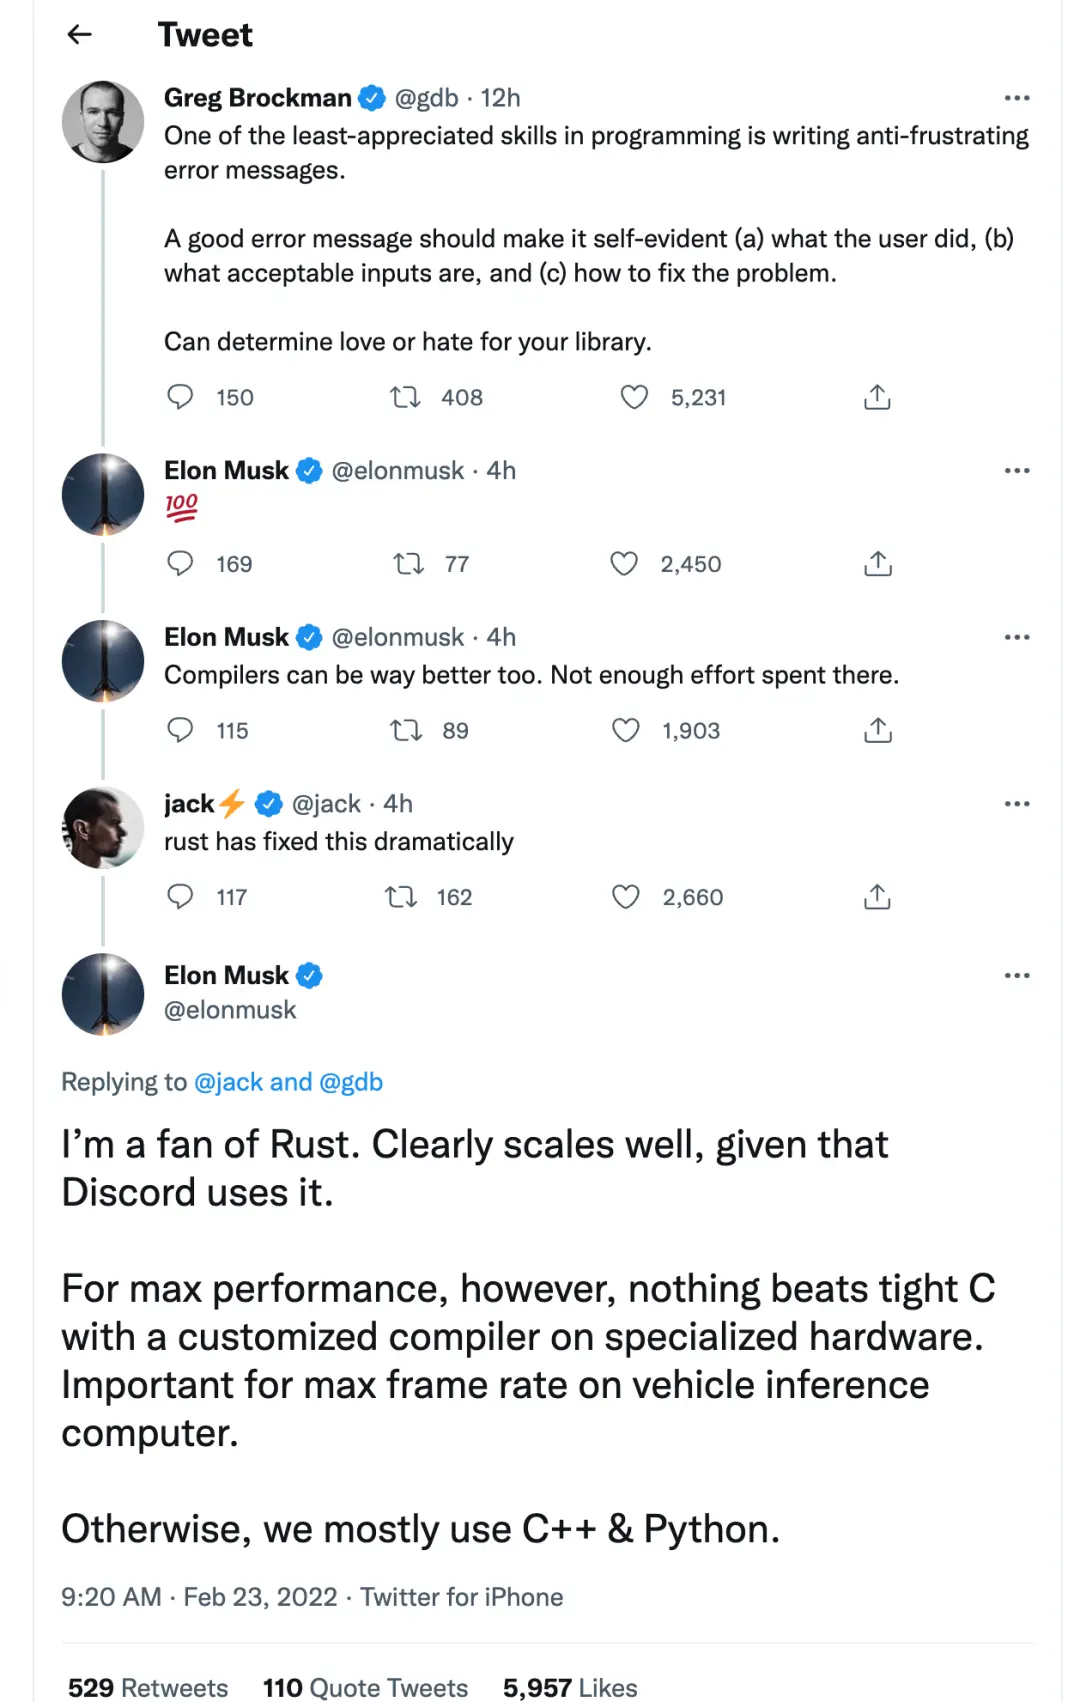 Tweet
Greg Brockman @gdb · 12h
One of the least-appreciated skills in programming is writing anti-frustrating
error messages.
A good error message should make it self-evident (a) what the user did, (b)
what acceptable inputs are, and (c) how to fix the problem.
Can determine love or hate for your library.
150 408 5,231
Elon Musk @elonmusk · 4h
💯
169 77 2,450
Elon Musk @elonmusk · 4h
Compilers can be way better too. Not enough effort spent there.
115 89 1,903
jack⚡ @jack · 4h
rust has fixed this dramatically
117 162 2,660
Elon Musk
@elonmusk
Replying to @jack and @gdb
I’m a fan of Rust. Clearly scales well, given that
Discord uses it.
For max performance, however, nothing beats tight C
with a customized compiler on specialized hardware.
Important for max frame rate on vehicle inference
computer.
Otherwise, we mostly use C++ & Python.
9:20 AM · Feb 23, 2022 · Twitter for iPhone
529 Retweets 110 Quote Tweets 5,957 Likes